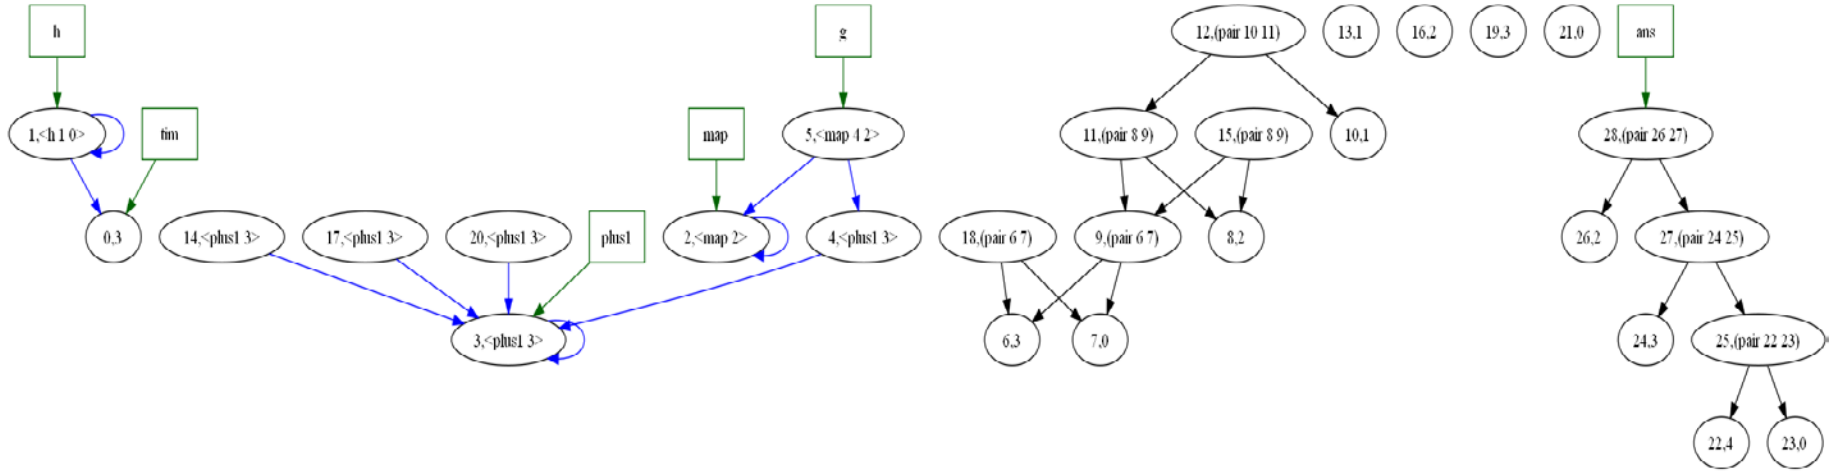 h
g
12,(pair 10 11)
13,1
16,2
19,3
21,0
ans
1,<h 1 0>
tim
map
5,<map 4 2>
11,(pair 8 9)
15,(pair 8 9)
10,1
28,(pair 26 27)
0,3
14,<plus1 3>
17,<plus1 3>
20,<plus1 3>
plus1
2,<map 2>
4,<plus1 3>
18,(pair 6 7)
9,(pair 6 7)
8,2
26,2
27,(pair 24 25)
3,<plus1 3>
6,3
7,0
24,3
25,(pair 22 23)
22,4
23,0